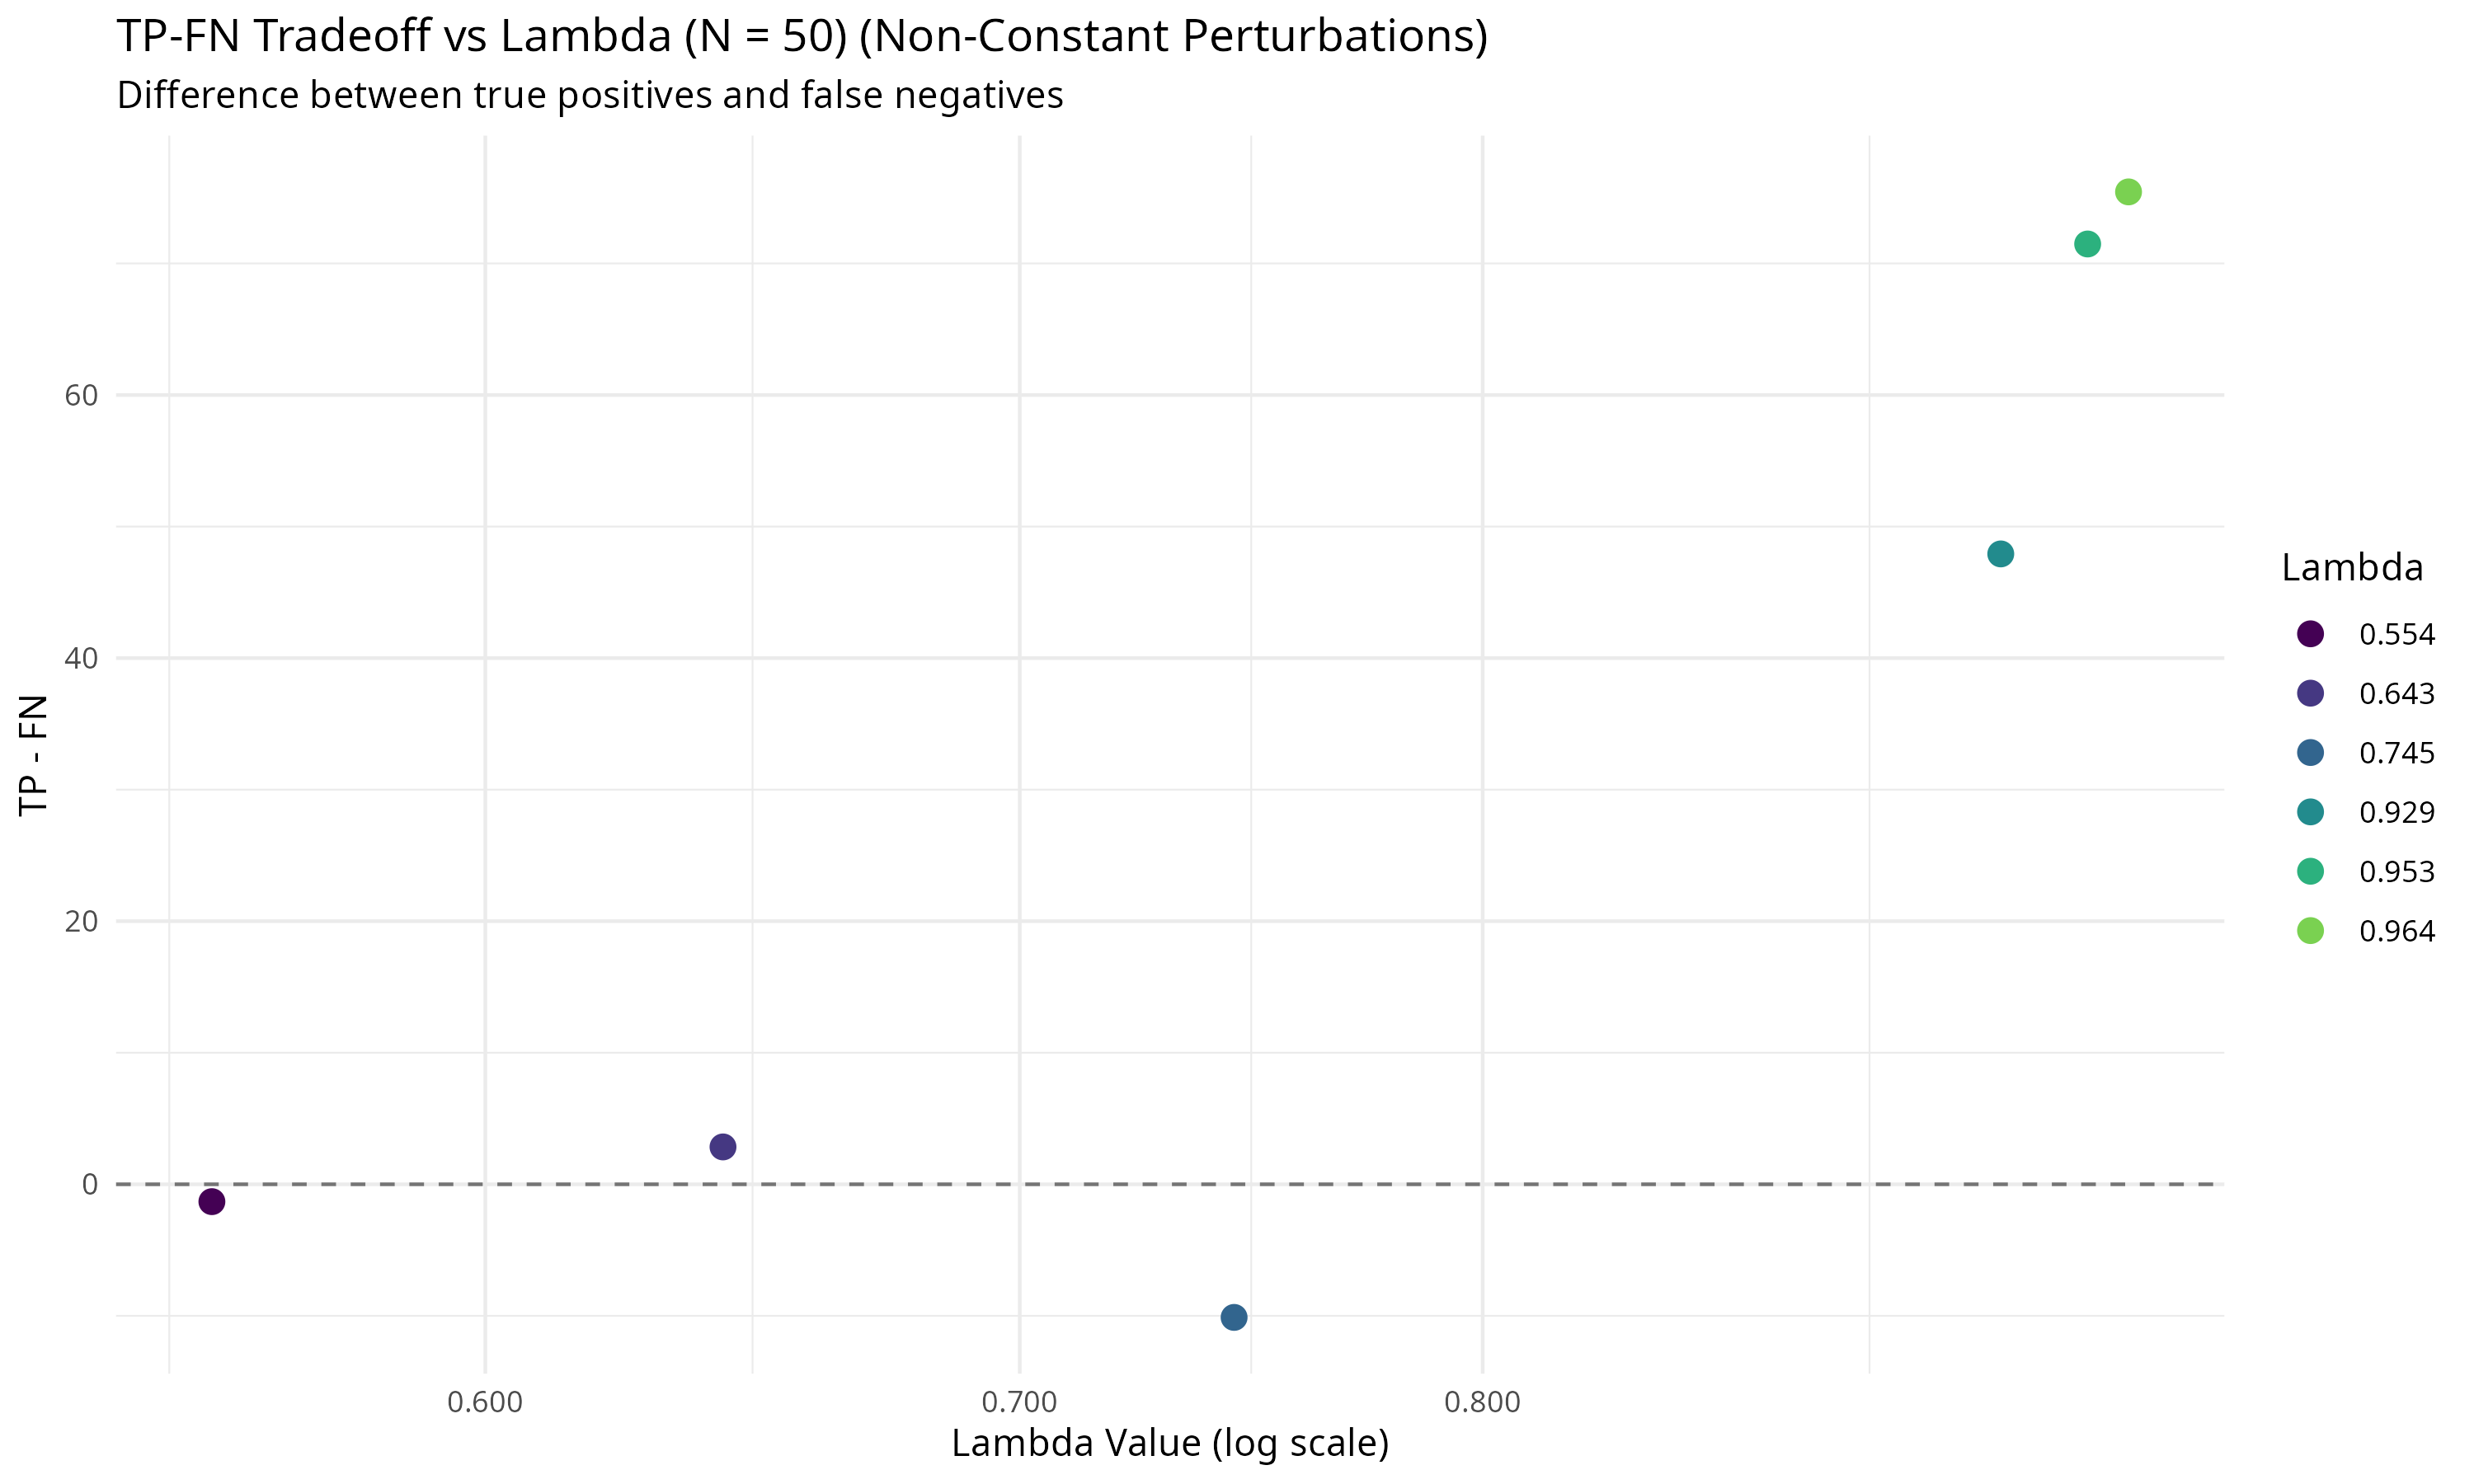 TP-FN Tradeoff vs Lambda (N = 50) (Non-Constant Perturbations)
Difference between true positives and false negatives
TP - FN
60
40
20
0
0.600
0.700
0.800
Lambda Value (log scale)
Lambda
0.554
0.643
0.745
0.929
0.953
0.964